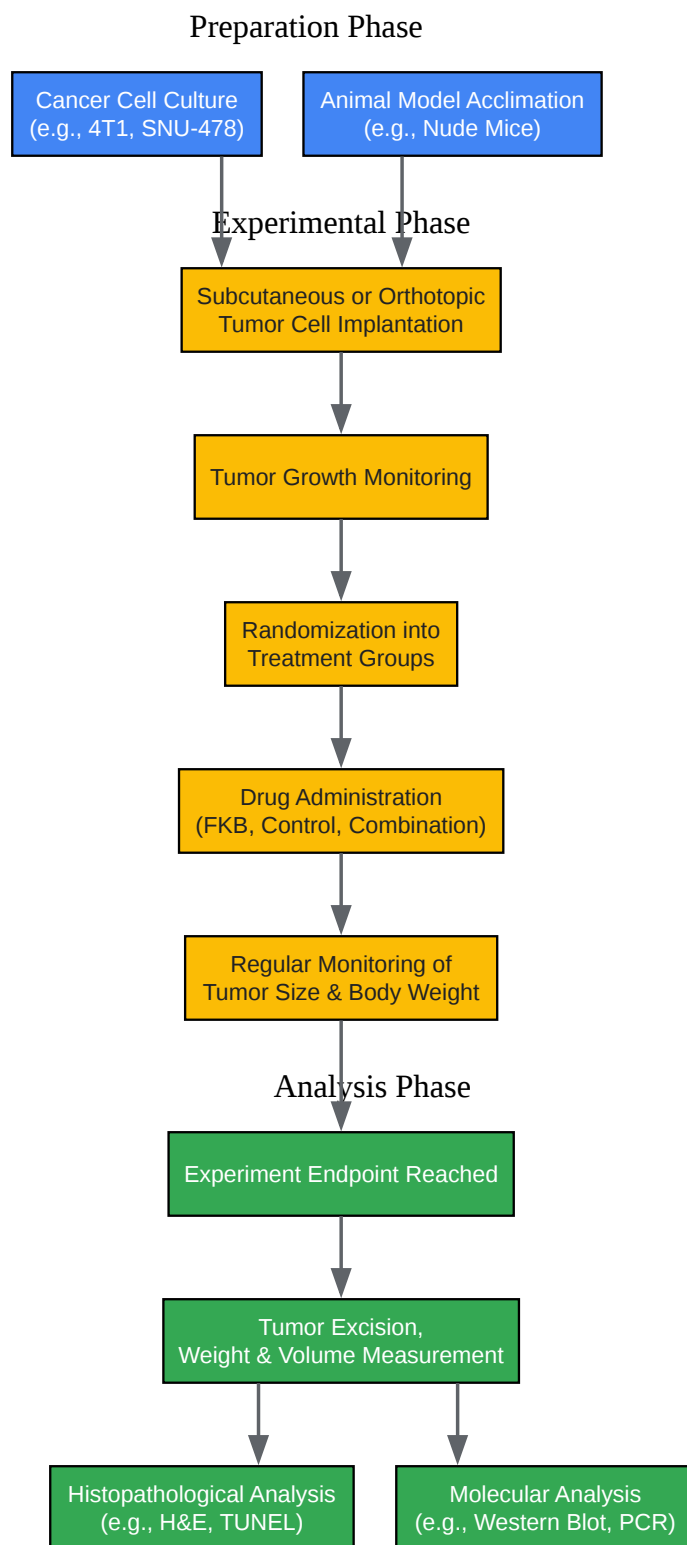 Preparation Phase
Cancer Cell Culture
(e.g., 4T1, SNU-478)
Animal Model Acclimation
(e.g., Nude Mice)
Experimental Phase
Subcutaneous or Orthotopic
Tumor Cell Implantation
Tumor Growth Monitoring
Randomization into
Treatment Groups
Drug Administration
(FKB, Control, Combination)
Regular Monitoring of
Tumor Size & Body Weight
Analysis Phase
Experiment Endpoint Reached
Tumor Excision,
Weight & Volume Measurement
Histopathological Analysis
(e.g., H&E, TUNEL)
Molecular Analysis
(e.g., Western Blot, PCR)